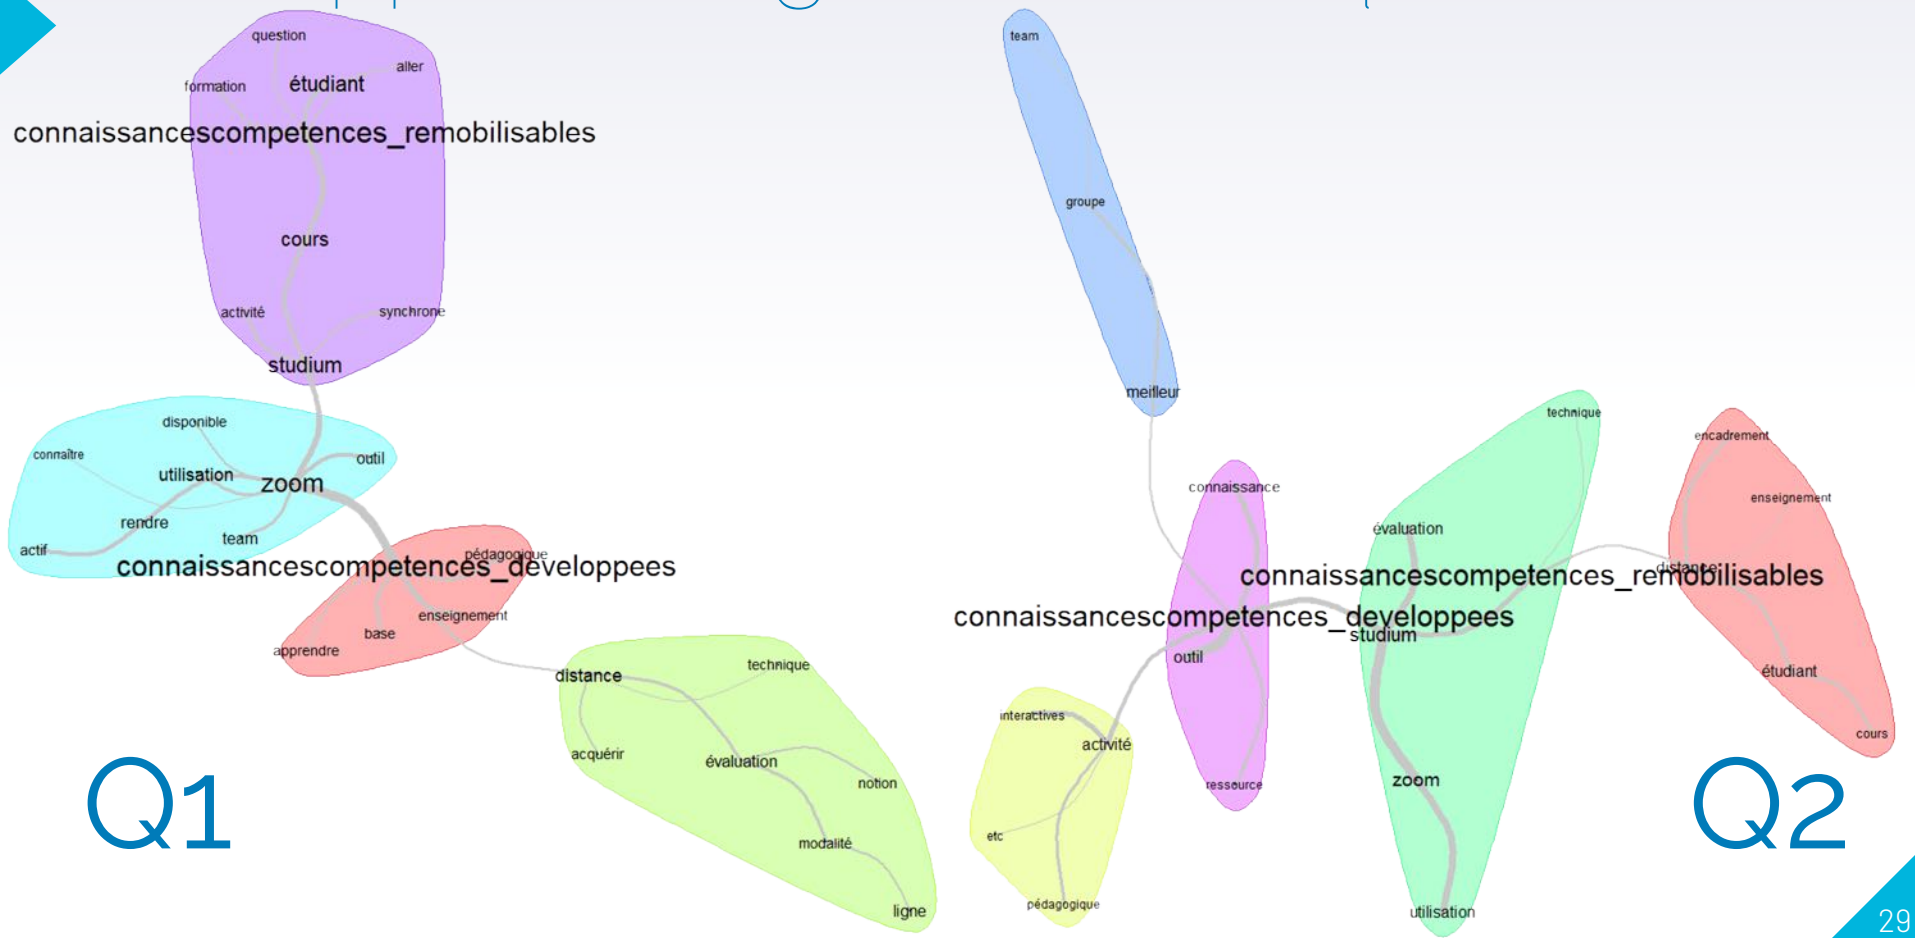 question
aller
étudiant
formation
connaissancescompetences_remobilisables
cours
activité
synchrone
studium
disponible
connaître
outil
utilisation
zoom
rendre
team
actif
pédagogique
connaissancescompetences_developpees
enseignement
base
apprendre
distance
technique
acquérir
évaluation
notion
modalité
ligne
Q1
team
groupe
meilleur
technique
encadrement
connaissance
enseignement
évaluation
distance
connaissancescompetences_remobilisables
connaissancescompetences_developpees
studium
outil
étudiant
interactives
activité
cours
zoom
ressource
etc
pédagogique
utilisation
Q2
29